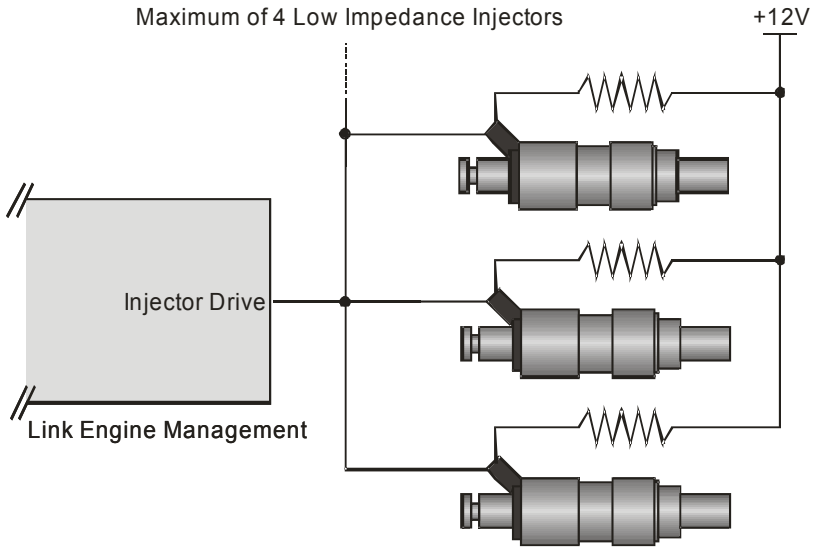 Maximum of 4 Low Impedance Injectors
+12V
Injector Drive
Link Engine Management